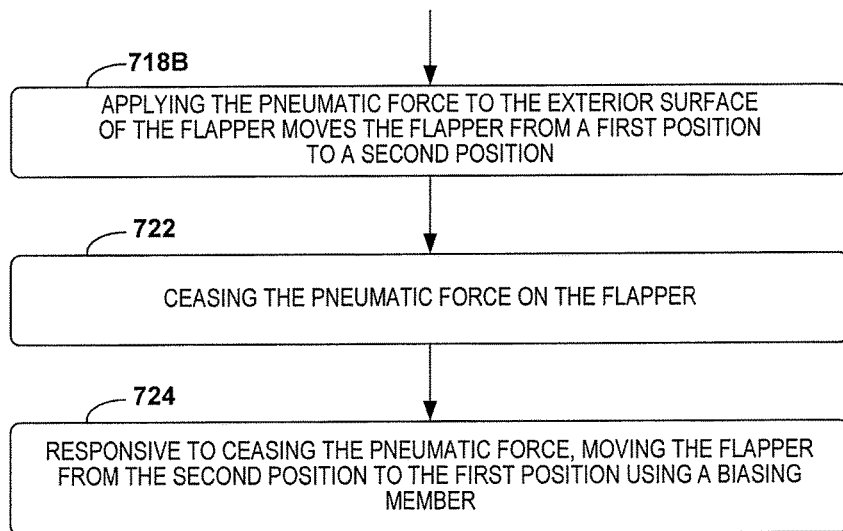 718B
APPLYING THE PNEUMATIC FORCE TO THE EXTERIOR SURFACE
OF THE FLAPPER MOVES THE FLAPPER FROM A FIRST POSITION
TO A SECOND POSITION
722
CEASING THE PNEUMATIC FORCE ON THE FLAPPER
724
RESPONSIVE TO CEASING THE PNEUMATIC FORCE, MOVING THE FLAPPER
FROM THE SECOND POSITION TO THE FIRST POSITION USING A BIASING
MEMBER